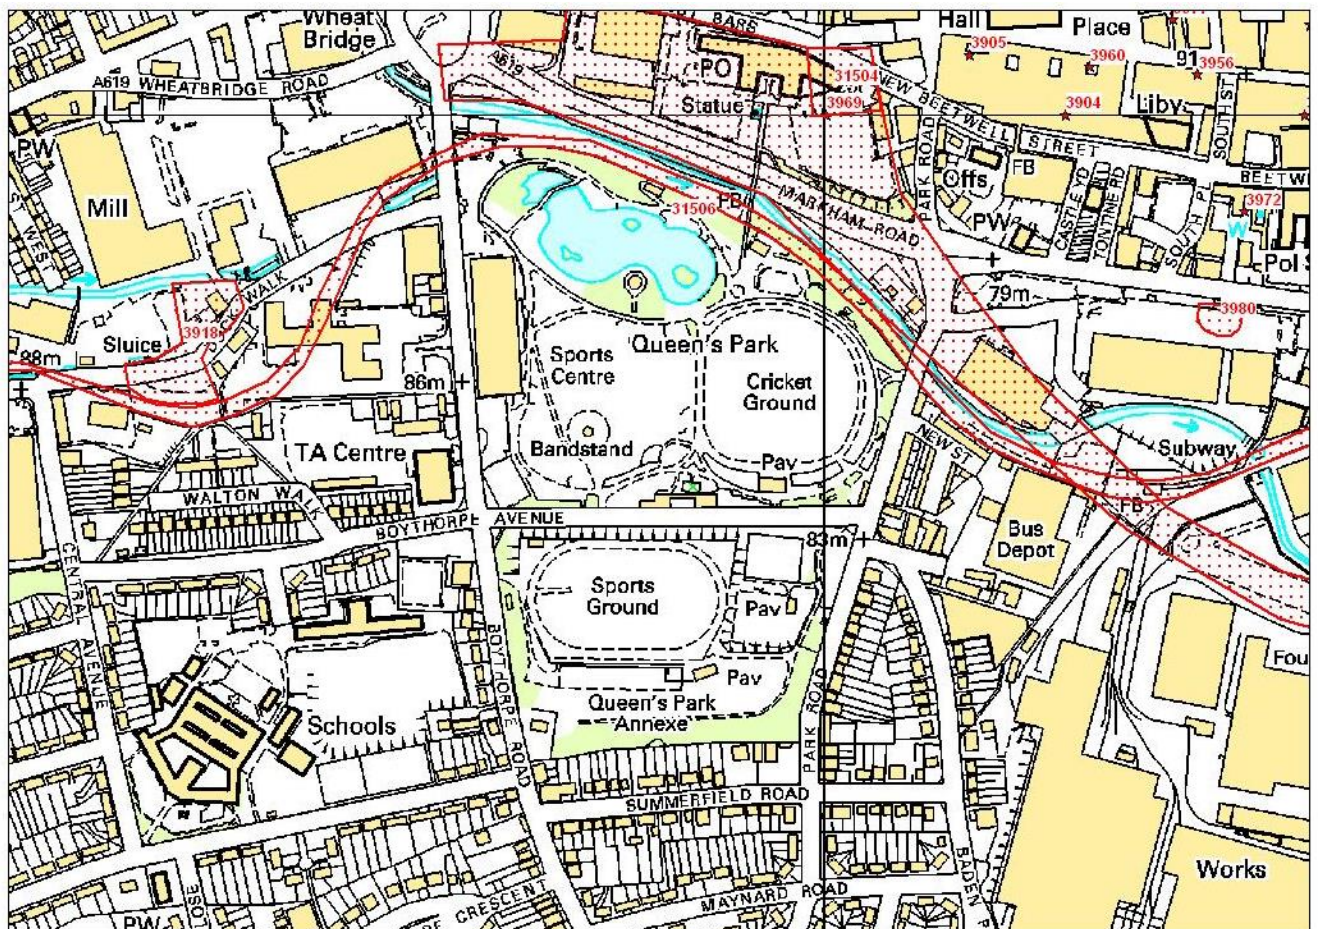 Wheat
Bridge
A619 WHEATBRIDGE ROAD
A619
BARS
PO
Statue
31504
3969
NEW BEETWELL STREET
Hall
Place
3905
3960
91
3956
3904
Liby
SOUTH ST
PARK ROAD
Offs
FB
PW
CASTLE YD
SOUTH PL
BEETW
3972
W
Pol S
PW
Mill
WEST
WALK
3918
Sluice
88m
31506
FB
MARKHAM ROAD
79m
3980
Queen's Park
Sports
Centre
86m
Cricket
Ground
Bandstand
Pav
TA Centre
NEW ST
Subway
FB
WALTON WALK
BOYTHORPE AVENUE
83m
Bus
Depot
CENTRAL AVENUE
Sports
Ground
Pav
Pav
Queen's Park
Annexe
BOYTHORPE ROAD
PARK ROAD
Fou
Schools
SUMMERFIELD ROAD
MAYNARD ROAD
BADEN P
Works
PW
RE CRESCENT